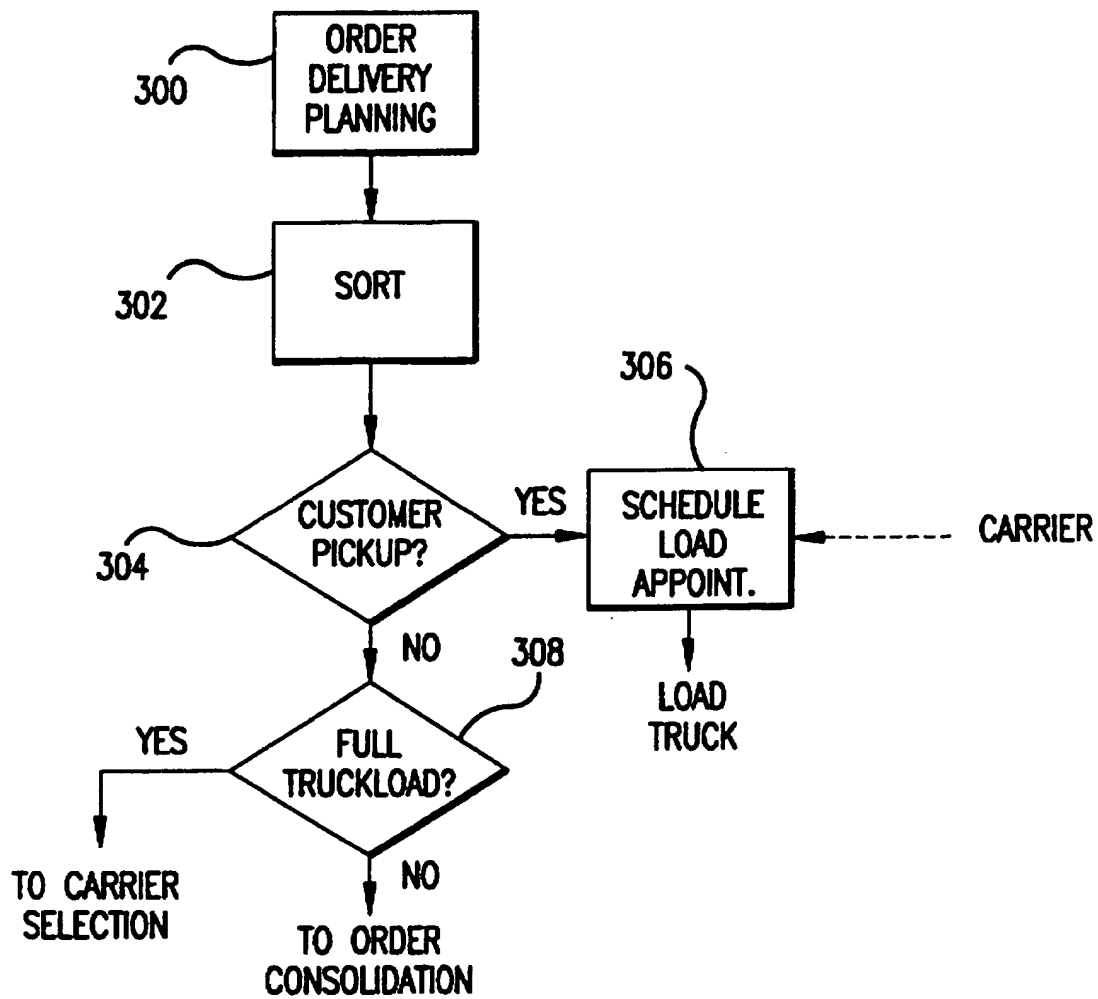 ORDER
DELIVERY
PLANNING
300
SORT
302
306
CUSTOMER
PICKUP?
304
YES
SCHEDULE
LOAD
APPOINT.
CARRIER
NO
308
LOAD
TRUCK
YES
FULL
TRUCKLOAD?
TO CARRIER
SELECTION
NO
TO ORDER
CONSOLIDATION